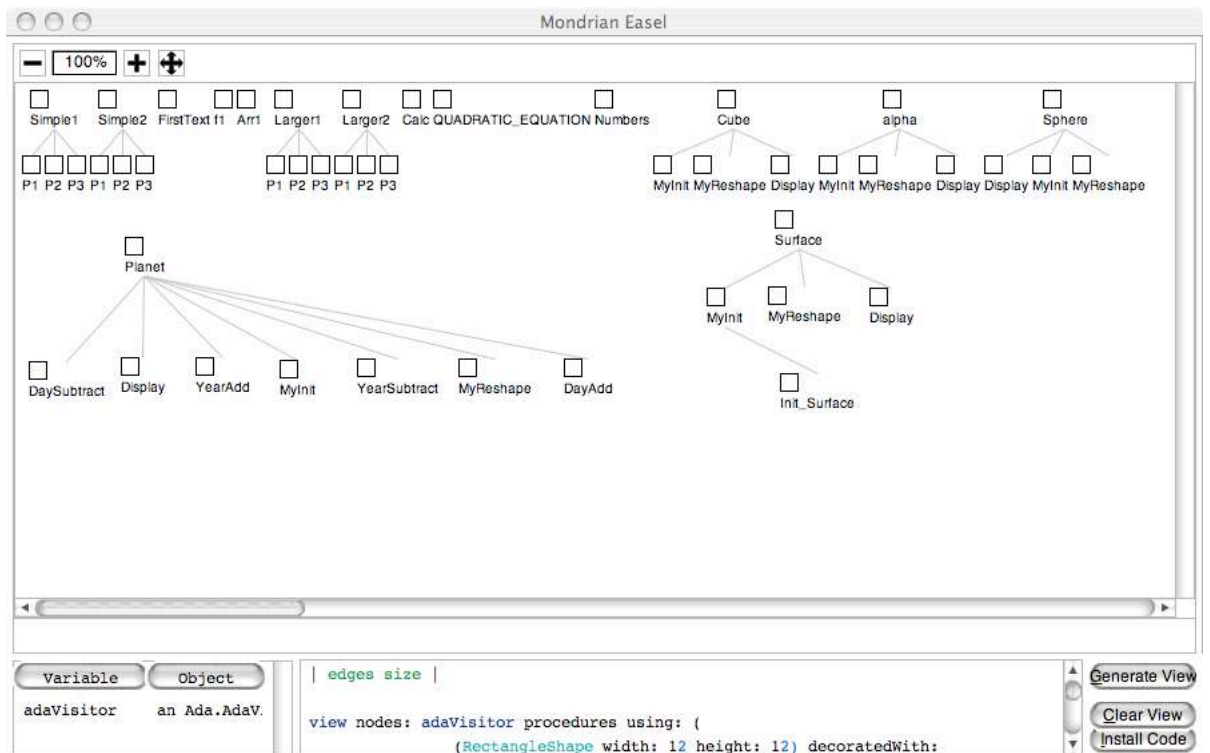 Mondrian Easel
100%
Simple1 Simple2 FirstText f1 Arr1 Larger1 Larger2 Calc QUADRATIC_EQUATION Numbers Cube alpha Sphere
P1 P2 P3 P1 P2 P3 P1 P2 P3 P1 P2 P3 MyInit MyReshape Display MyInit MyReshape Display Display MyInit MyReshape
Surface
Planet
MyInit MyReshape Display
DaySubtract Display YearAdd MyInit YearSubtract MyReshape DayAdd
Init_Surface
Variable Object | edges size | Generate View
adaVisitor an Ada.AdaV. Clear View
view nodes: adaVisitor procedures using: (
(RectangleShape width: 12 height: 12) decoratedWith: Install Code